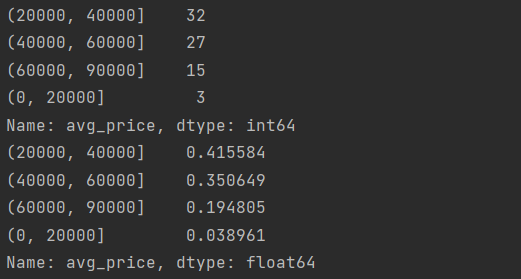 (20000, 40000]    32
(40000, 60000]    27
(60000, 90000]    15
(0, 20000]         3
Name: avg_price, dtype: int64
(20000, 40000]    0.415584
(40000, 60000]    0.350649
(60000, 90000]    0.194805
(0, 20000]        0.038961
Name: avg_price, dtype: float64